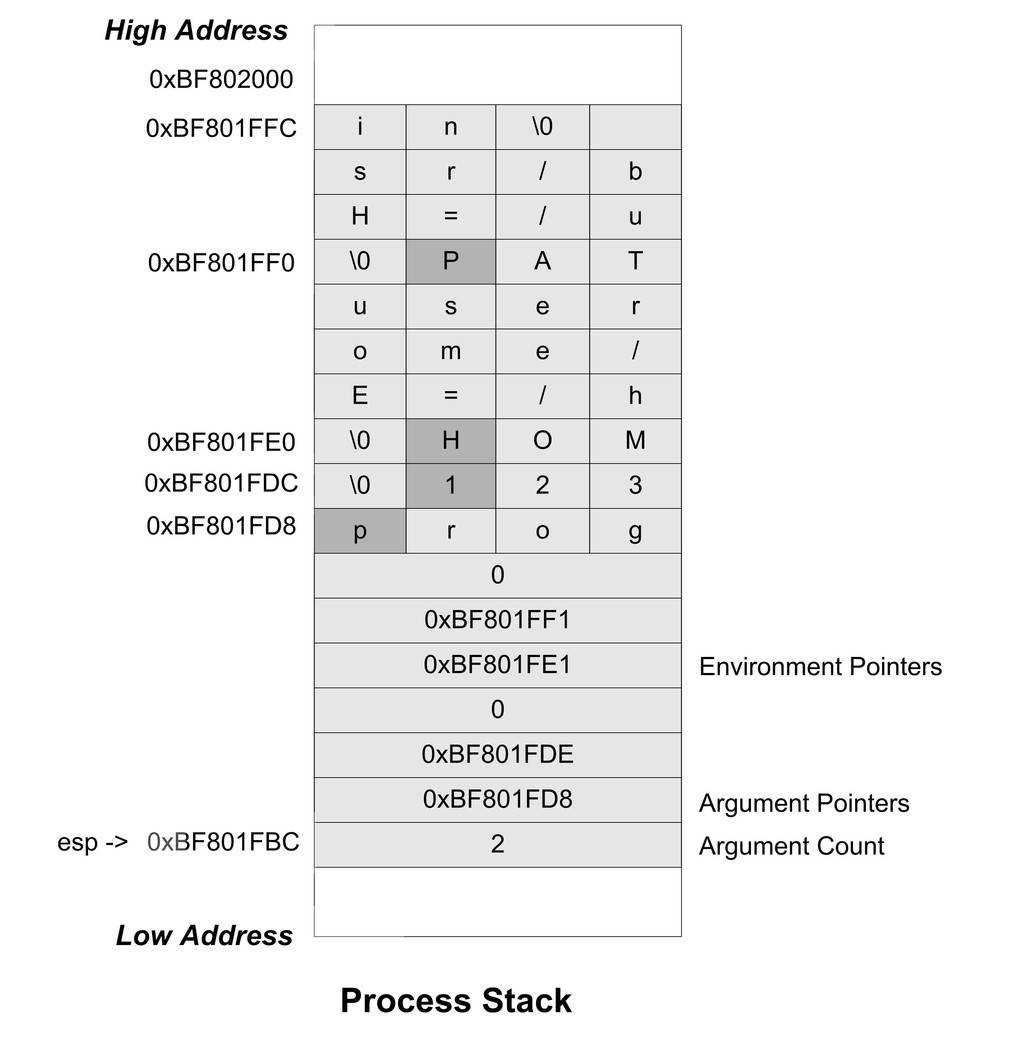 High Address
0xBF802000
0xBF801FFC i n \0
s r / b
H = / u
0xBF801FF0 \0 P A T
u s e r
o m e /
E = / h
0xBF801FE0 \0 H O M
0xBF801FDC \0 1 2 3
0xBF801FD8 p r o g
0
0xBF801FF1
0xBF801FE1 Environment Pointers
0
0xBF801FDE
0xBF801FD8 Argument Pointers
esp -> 0xBF801FBC 2 Argument Count
Low Address
Process Stack